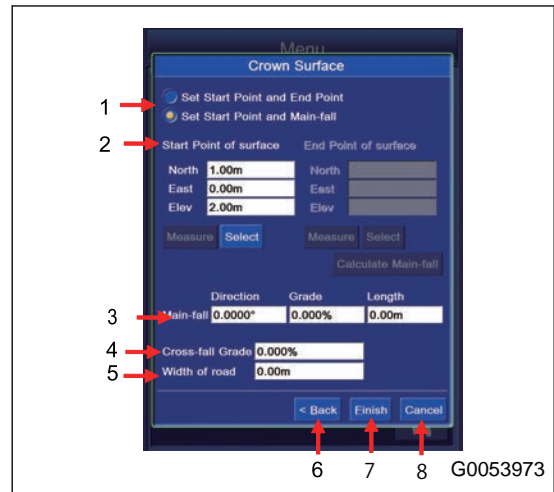 Menu
Crown Surface
1
Set Start Point and End Point
Set Start Point and Main-fall
2 Start Point of surface End Point of surface
North 1.00m North
East 0.00m East
Elev 2.00m Elev
Measure Select Measure Select
Calculate Main-fall
Direction Grade Length
3 Main-fall 0.0000° 0.000% 0.00m
4 Cross-fall Grade 0.000%
5 Width of road 0.00m
< Back Finish Cancel
6 7 8 G0053973